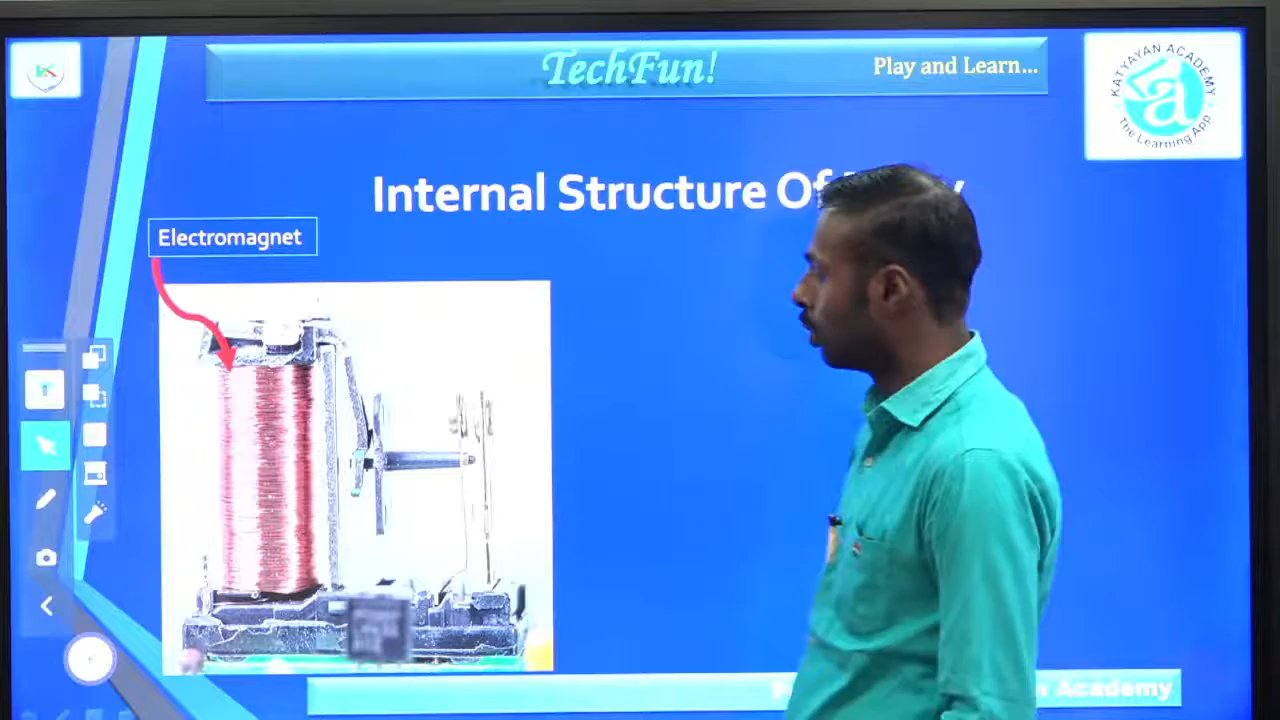 TechFun!
Play and Learn...
KATYAYAN ACADEMY
The Learning App
Internal Structure Of
Electromagnet
Academy